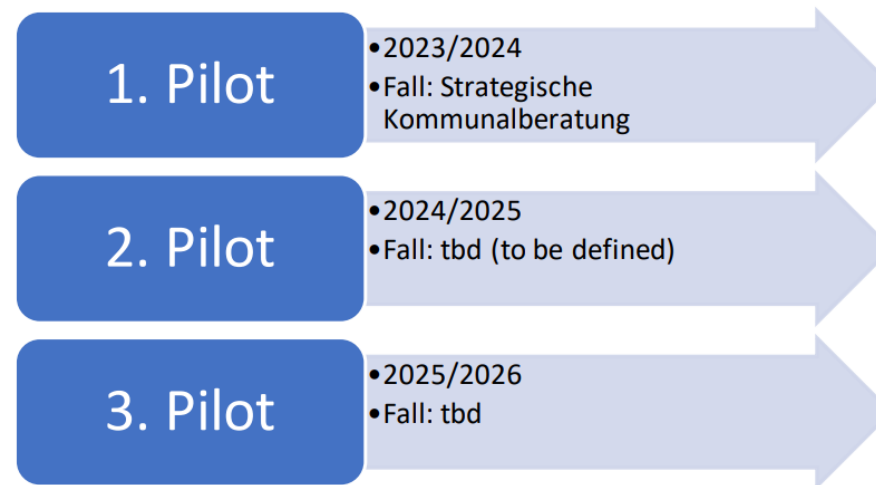 1. Pilot
•2023/2024
•Fall: Strategische
Kommunalberatung
2. Pilot
•2024/2025
•Fall: tbd (to be defined)
3. Pilot
•2025/2026
•Fall: tbd